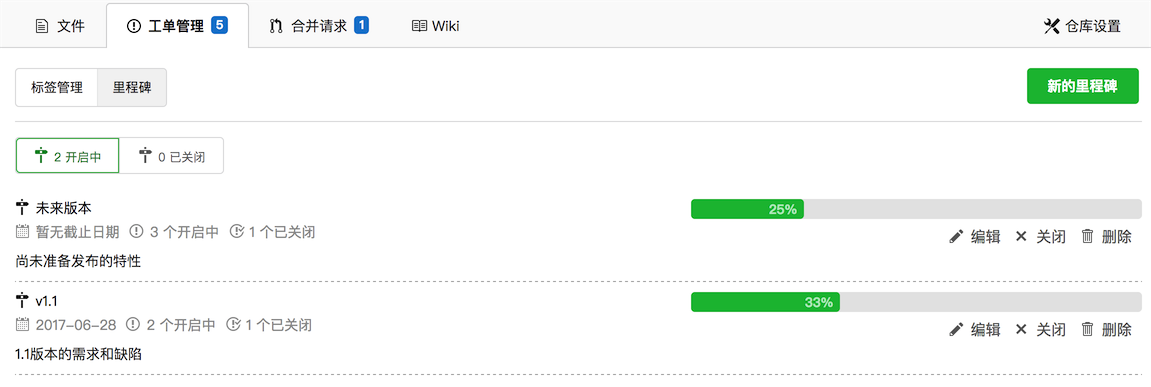 文件 工单管理 5 合并请求 1 Wiki 仓库设置
标签管理 里程碑 新的里程碑
2 开启中 0 已关闭
未来版本 25%
暂无截止日期 3 个开启中 1 个已关闭 编辑 关闭 删除
尚未准备发布的特性
v1.1 33%
2017-06-28 2 个开启中 1 个已关闭 编辑 关闭 删除
1.1版本的需求和缺陷